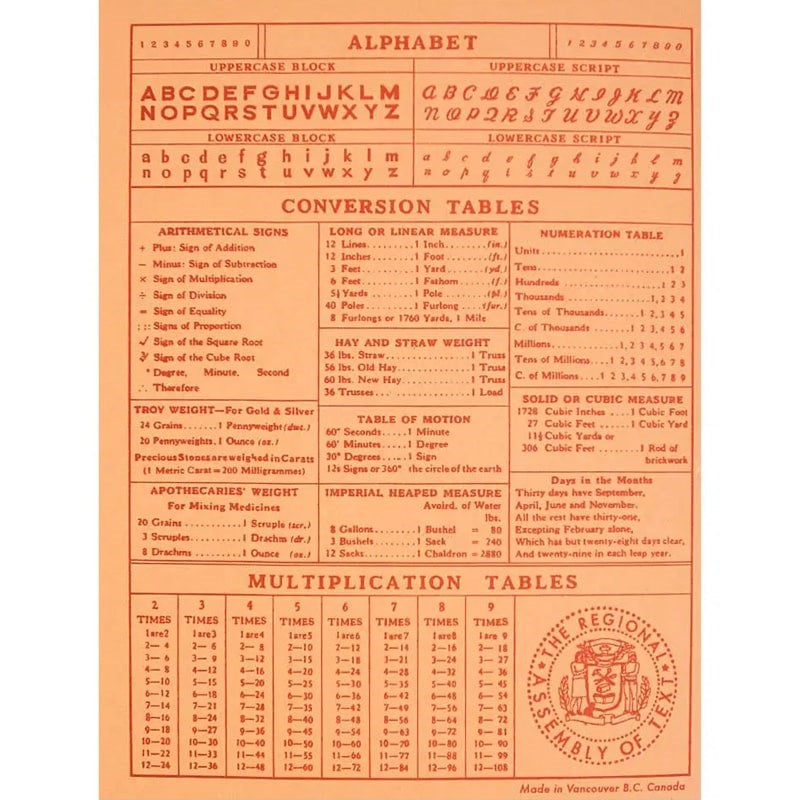 1 2 3 4 5 6 7 8 9 0
ALPHABET
1 2 3 4 5 6 7 8 9 0
UPPERCASE BLOCK
ABCDEFGHIJKLM
NOPQRSTUVWXYZ
UPPERCASE SCRIPT
A B C D E F G H I J K L M
N O P Q R S T U V W X Y Z
LOWERCASE BLOCK
a b c d e f g h i j k l m
n o p q r s t u v w x y z
LOWERCASE SCRIPT
a b c d e f g h i j k l m
n o p q r s t u v w x y z
CONVERSION TABLES
ARITHMETICAL SIGNS
+ Plus: Sign of Addition
− Minus: Sign of Subtraction
× Sign of Multiplication
÷ Sign of Division
= Sign of Equality
: :: Signs of Proportion
√ Sign of the Square Root
∛ Sign of the Cube Root
° Degree, Minute, Second
∴ Therefore
TROY WEIGHT—For Gold & Silver
24 Grains.......1 Pennyweight (dwt.)
20 Pennyweights. 1 Ounce (oz.)
Precious Stones are weighed in Carats
(1 Metric Carat = 200 Milligrammes)
APOTHECARIES' WEIGHT
For Mixing Medicines
20 Grains..........1 Scruple (scr.)
3 Scruples.........1 Drachm (dr.)
8 Drachms.........1 Ounce (oz.)
LONG OR LINEAR MEASURE
12 Lines........1 Inch.......(in.)
12 Inches.......1 Foot.......(ft.)
3 Feet.........1 Yard.......(yd.)
6 Feet.........1 Fathom.....(f.)
5½ Yards.......1 Pole.......(pl.)
40 Poles........1 Furlong...(fur.)
8 Furlongs or 1760 Yards, 1 Mile
HAY AND STRAW WEIGHT
36 lbs. Straw...............1 Truss
56 lbs. Old Hay.............1 Truss
60 lbs. New Hay.............1 Truss
36 Trusses..................1 Load
TABLE OF MOTION
60″ Seconds.....1 Minute
60′ Minutes.....1 Degree
30° Degrees.....1 Sign
12s Signs or 360° the circle of the earth
IMPERIAL HEAPED MEASURE
Avoird. of Water
lbs.
8 Gallons.......1 Bushel = 80
3 Bushels.......1 Sack = 240
12 Sacks........1 Chaldron = 2880
NUMERATION TABLE
Units...........................1
Tens.........................1 2
Hundreds ...................1 2 3
Thousands ................1, 2 3 4
Tens of Thousands.......1 2, 3 4 5
C. of Thousands .......1 2 3, 4 5 6
Millions...............1, 2 3 4, 5 6 7
Tens of Millions....1 2, 3 4 5, 6 7 8
C. of Millions....1 2 3, 4 5 6, 7 8 9
SOLID OR CUBIC MEASURE
1728 Cubic Inches ....1 Cubic Foot
27 Cubic Feet ......1 Cubic Yard
11⅓ Cubic Yards or
306 Cubic Feet .........1 Rod of
brickwork
Days in the Months
Thirty days have September,
April, June and November.
All the rest have thirty-one,
Excepting February alone,
Which has but twenty-eight days clear,
And twenty-nine in each leap year.
MULTIPLICATION TABLES
2 3 4 5 6 7 8 9
TIMES TIMES TIMES TIMES TIMES TIMES TIMES TIMES
1 are 2 1 are 3 1 are 4 1 are 5 1 are 6 1 are 7 1 are 8 1 are 9
2—4 2—6 2—8 2—10 2—12 2—14 2—16 2—18
3—6 3—9 3—12 3—15 3—18 3—21 3—24 3—27
4—8 4—12 4—16 4—20 4—24 4—28 4—32 4—36
5—10 5—15 5—20 5—25 5—30 5—35 5—40 5—45
6—12 6—18 6—24 6—30 6—36 6—42 6—48 6—54
7—14 7—21 7—28 7—35 7—42 7—49 7—56 7—63
8—16 8—24 8—32 8—40 8—48 8—56 8—64 8—72
9—18 9—27 9—36 9—45 9—54 9—63 9—72 9—81
10—20 10—30 10—40 10—50 10—60 10—70 10—80 10—90
11—22 11—33 11—44 11—55 11—66 11—77 11—88 11—99
12—24 12—36 12—48 12—60 12—72 12—84 12—96 12—108
THE REGIONAL ASSEMBLY OF TEXT
Made in Vancouver B.C. Canada